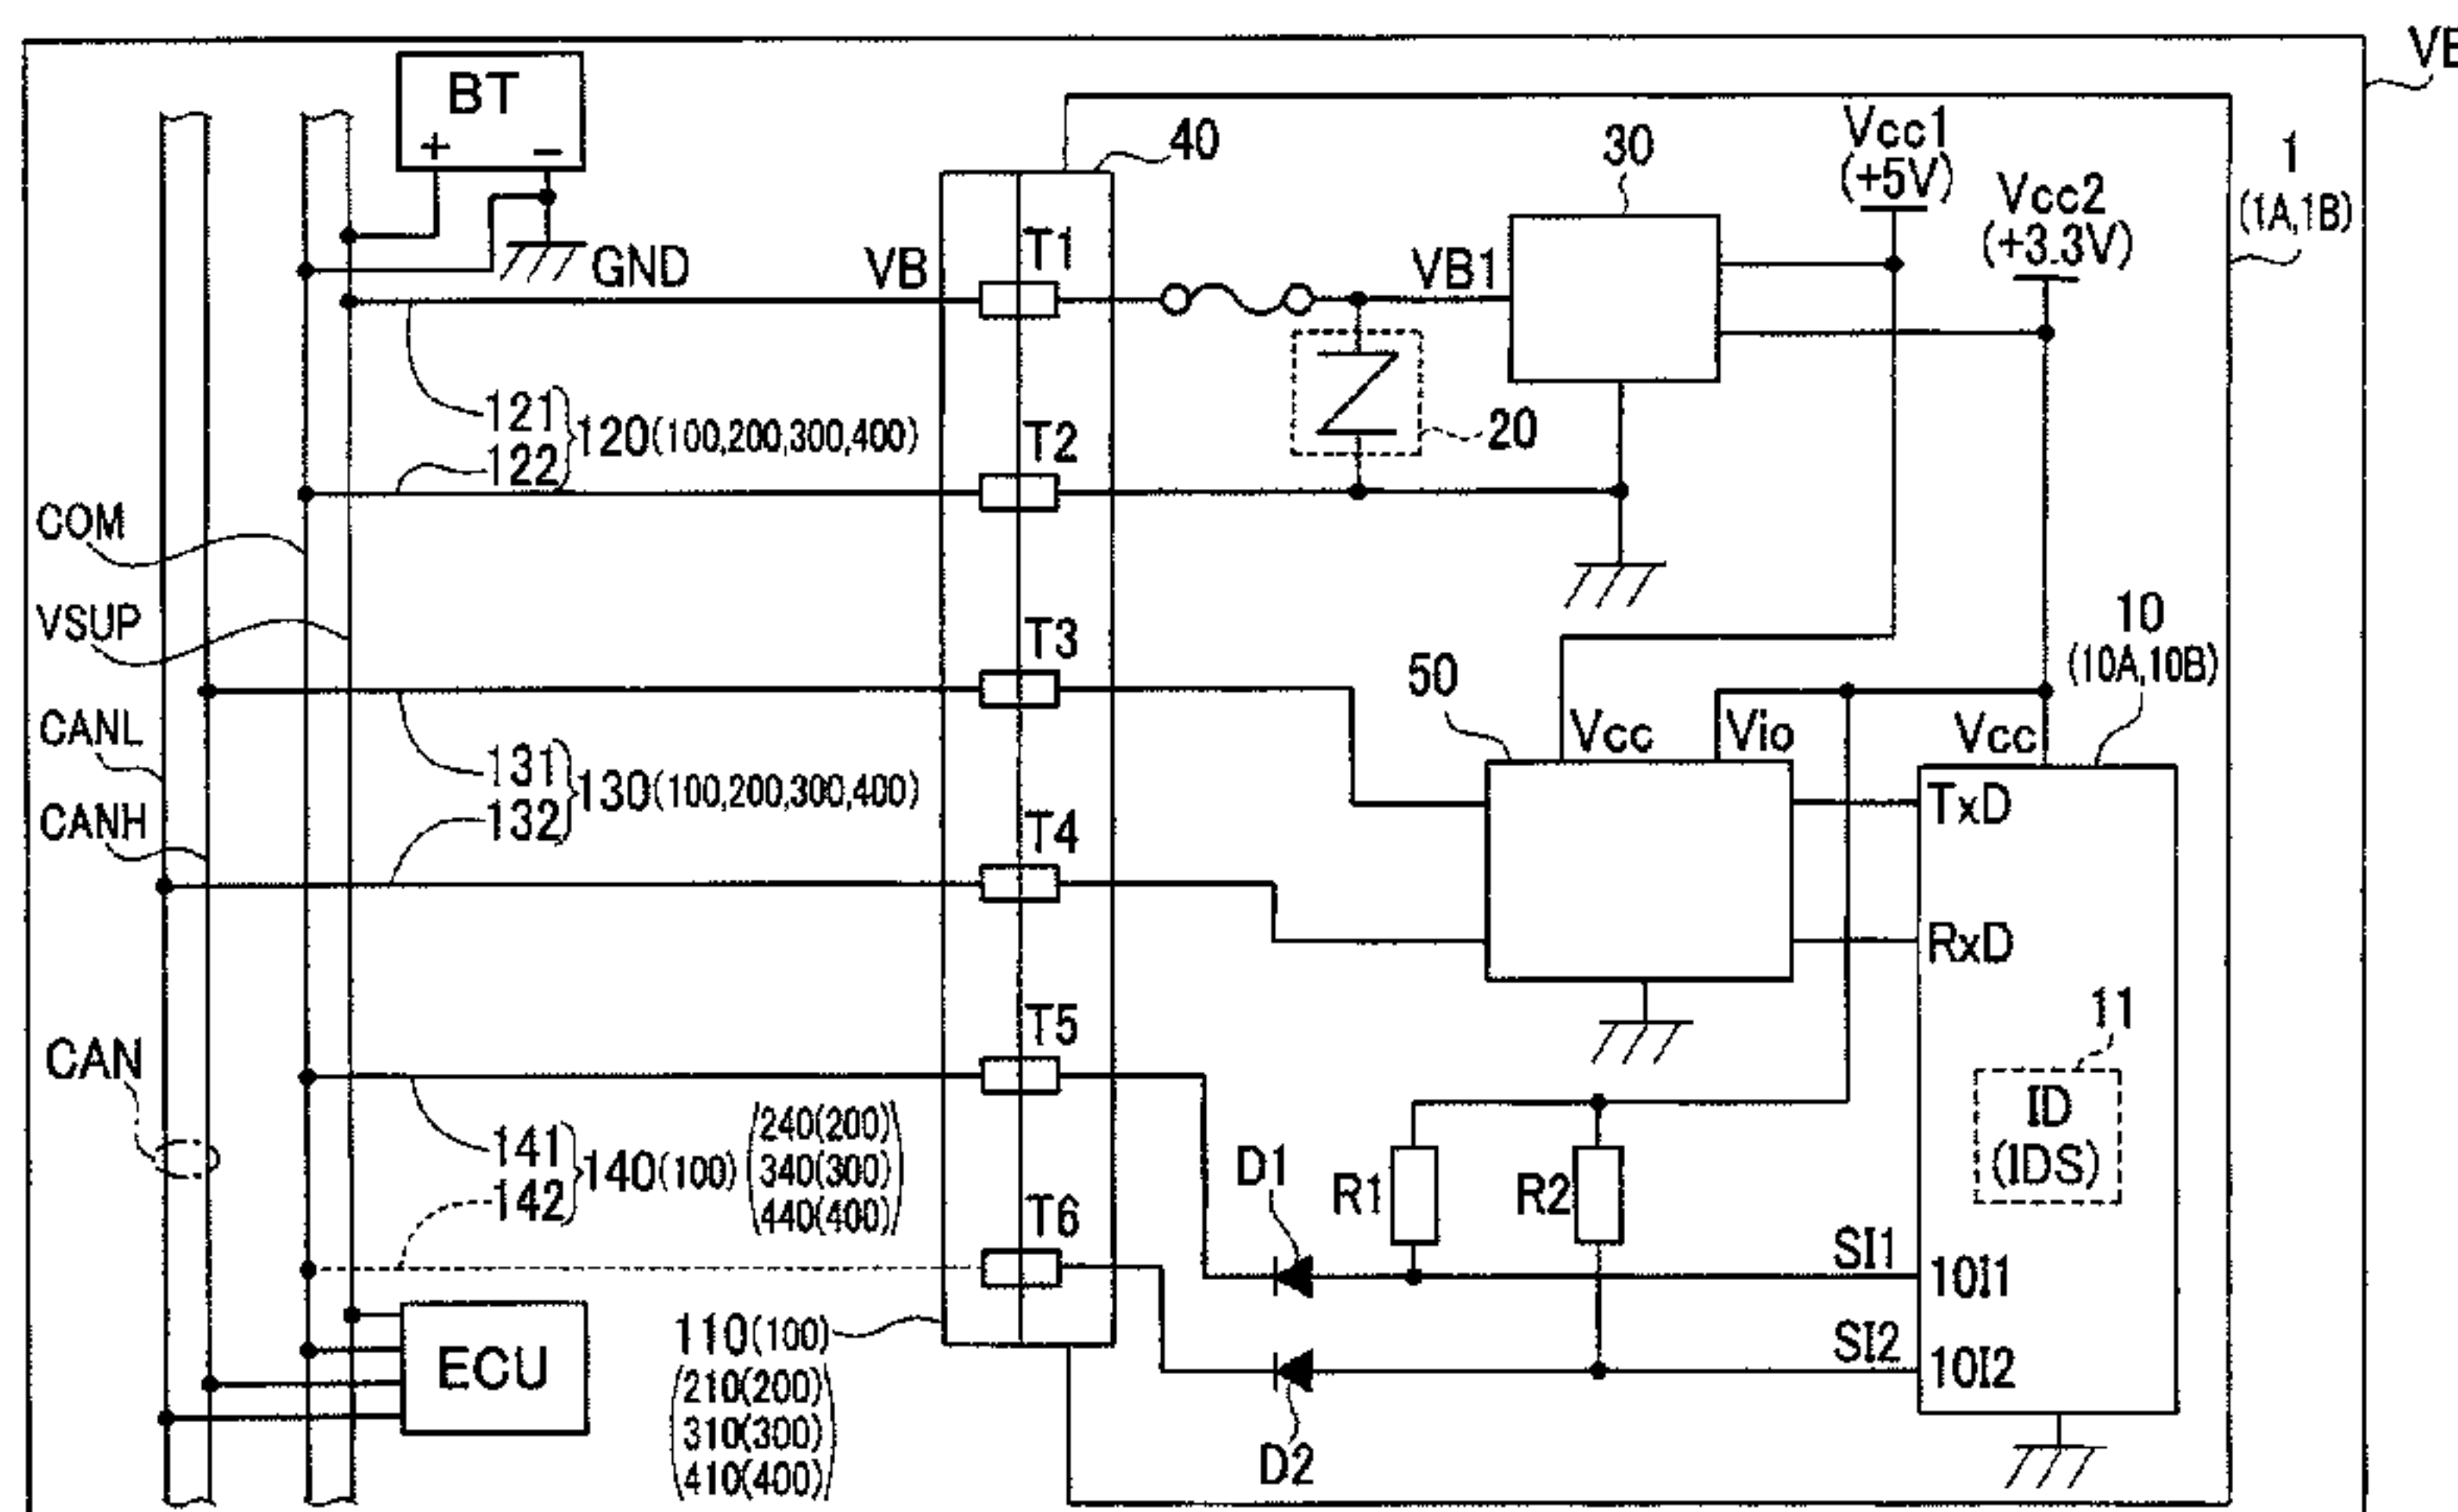 VB
BT
+ −
40
30
Vcc1
(+5V)
Vcc2
(+3.3V)
1
(1A,1B)
GND
VB
T1
VB1
121
122
120(100,200,300,400)
T2
20
COM
VSUP
T3
10
(10A,10B)
50
Vcc
Vio
Vcc
CANL
CANH
131
132
130(100,200,300,400)
T4
TxD
RxD
T5
11
ID
(IDS)
CAN
141
142
140(100)
240(200)
340(300)
440(400)
T6
D1
R1
R2
SI1
10I1
SI2
10I2
D2
ECU
110(100)
210(200)
310(300)
410(400)